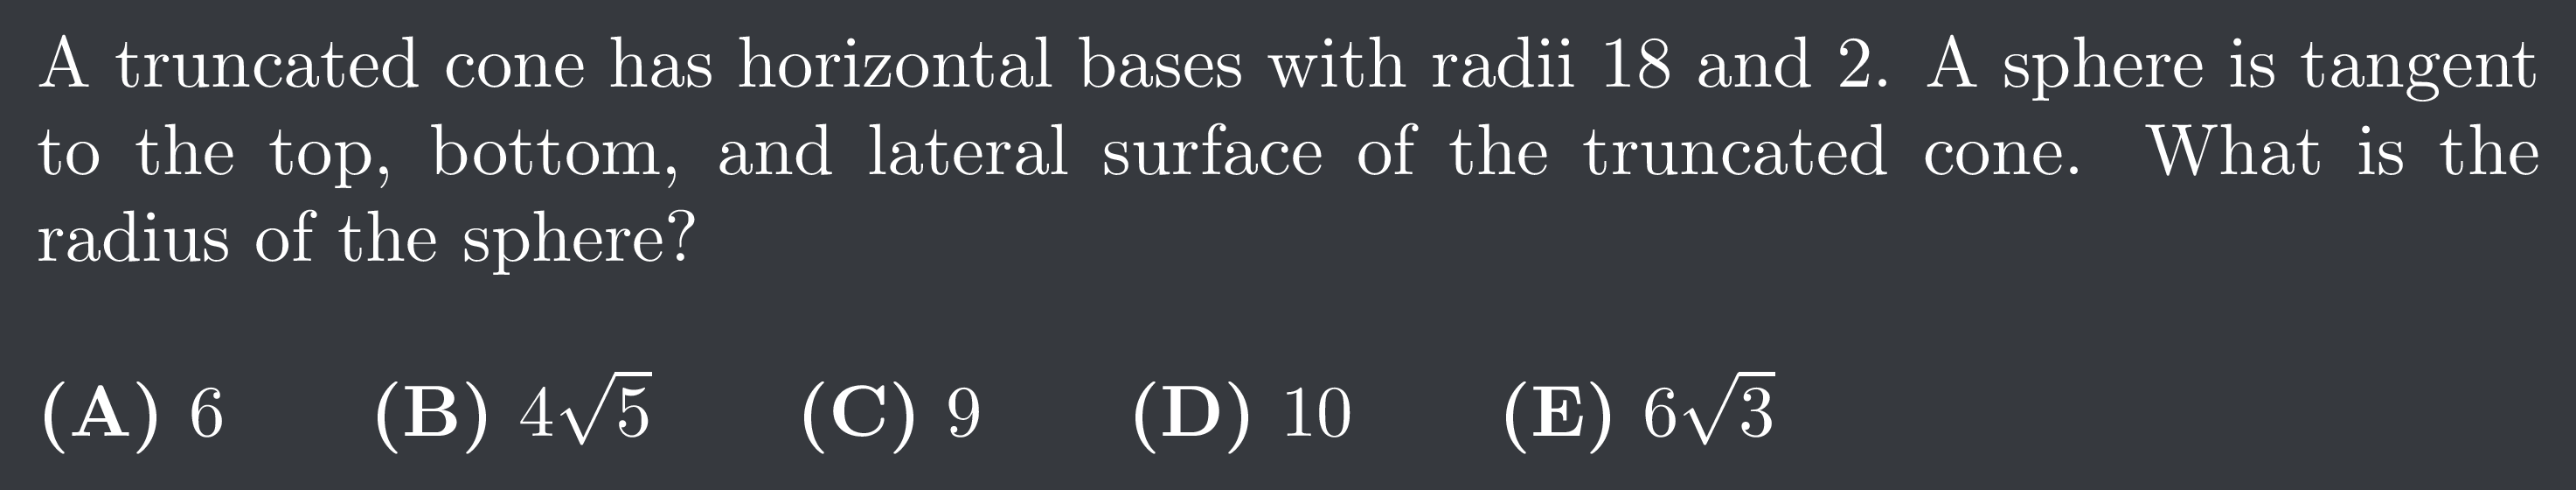 A truncated cone has horizontal bases with radii 18 and 2. A sphere is tangent
to the top, bottom, and lateral surface of the truncated cone. What is the
radius of the sphere?
(A) 6 (B) 4√5 (C) 9 (D) 10 (E) 6√3